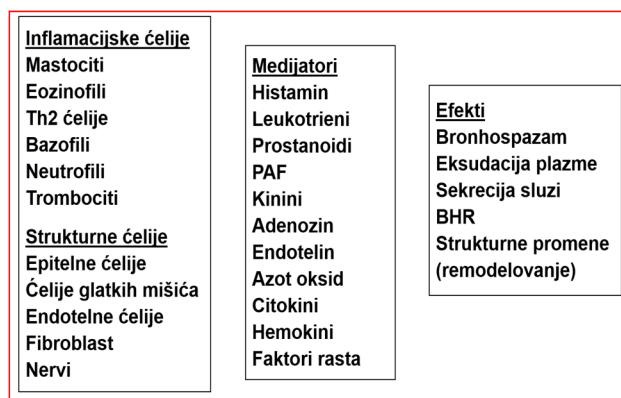 Inflamacijske ćelije
Mastociti
Eozinofili
Th2 ćelije
Bazofili
Neutrofili
Trombociti
Strukturne ćelije
Epitelne ćelije
Ćelije glatkih mišića
Endotelne ćelije
Fibroblast
Nervi
Medijatori
Histamin
Leukotrieni
Prostanoidi
PAF
Kinini
Adenozin
Endotelin
Azot oksid
Citokini
Hemokini
Faktori rasta
Efekti
Bronhospazam
Eksudacija plazme
Sekrecija sluzi
BHR
Strukturne promene
(remodelovanje)